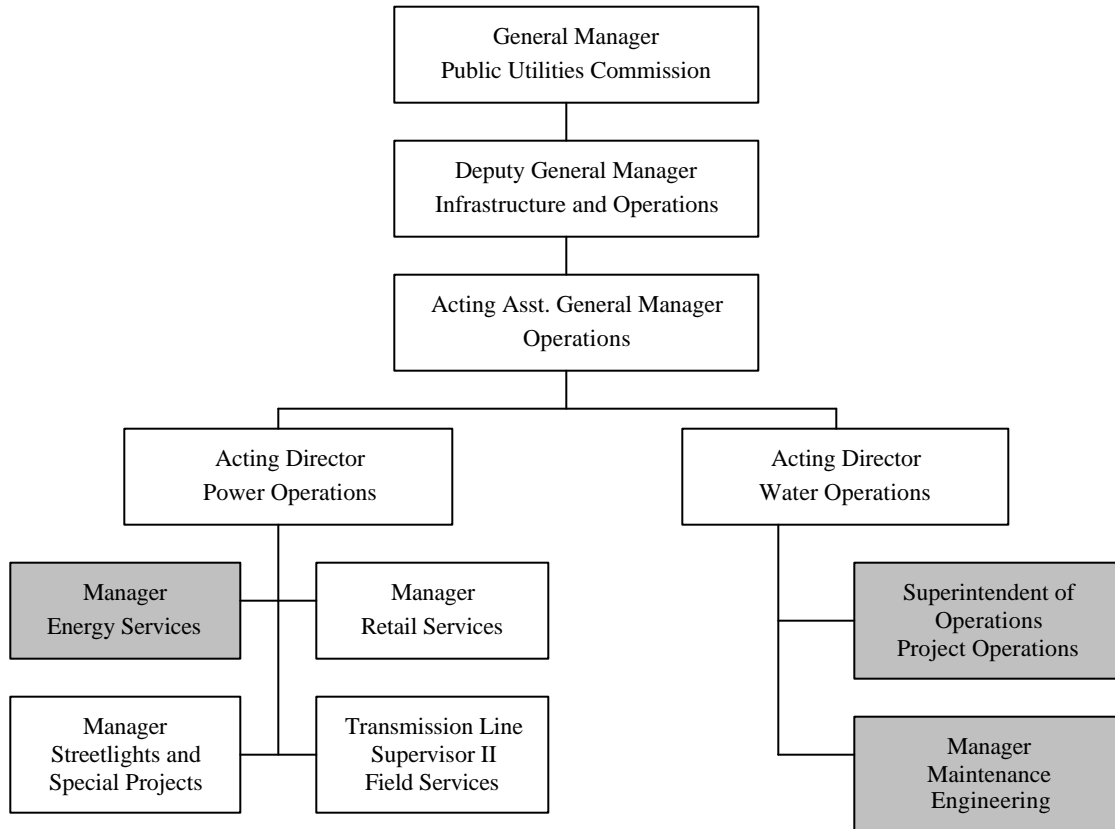 General Manager
Public Utilities Commission
Deputy General Manager
Infrastructure and Operations
Acting Asst. General Manager
Operations
Acting Director
Power Operations
Acting Director
Water Operations
Manager
Energy Services
Manager
Retail Services
Superintendent of
Operations
Project Operations
Manager
Streetlights and
Special Projects
Transmission Line
Supervisor II
Field Services
Manager
Maintenance
Engineering